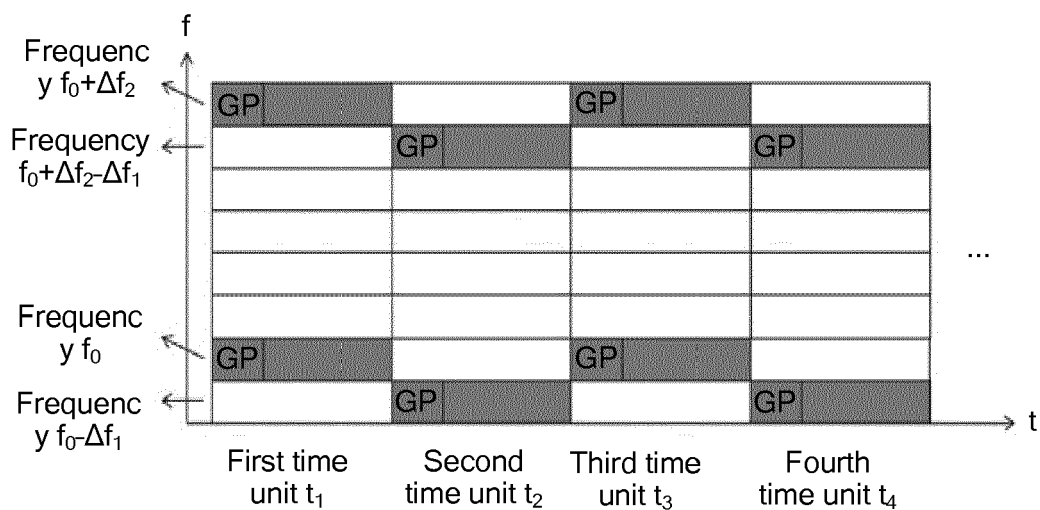 f
Frequenc
y f₀+Δf₂
GP
GP
Frequency
f₀+Δf₂-Δf₁
GP
GP
...
Frequenc
y f₀
GP
GP
Frequenc
y f₀-Δf₁
GP
GP
t
First time
unit t₁
Second
time unit t₂
Third time
unit t₃
Fourth
time unit t₄